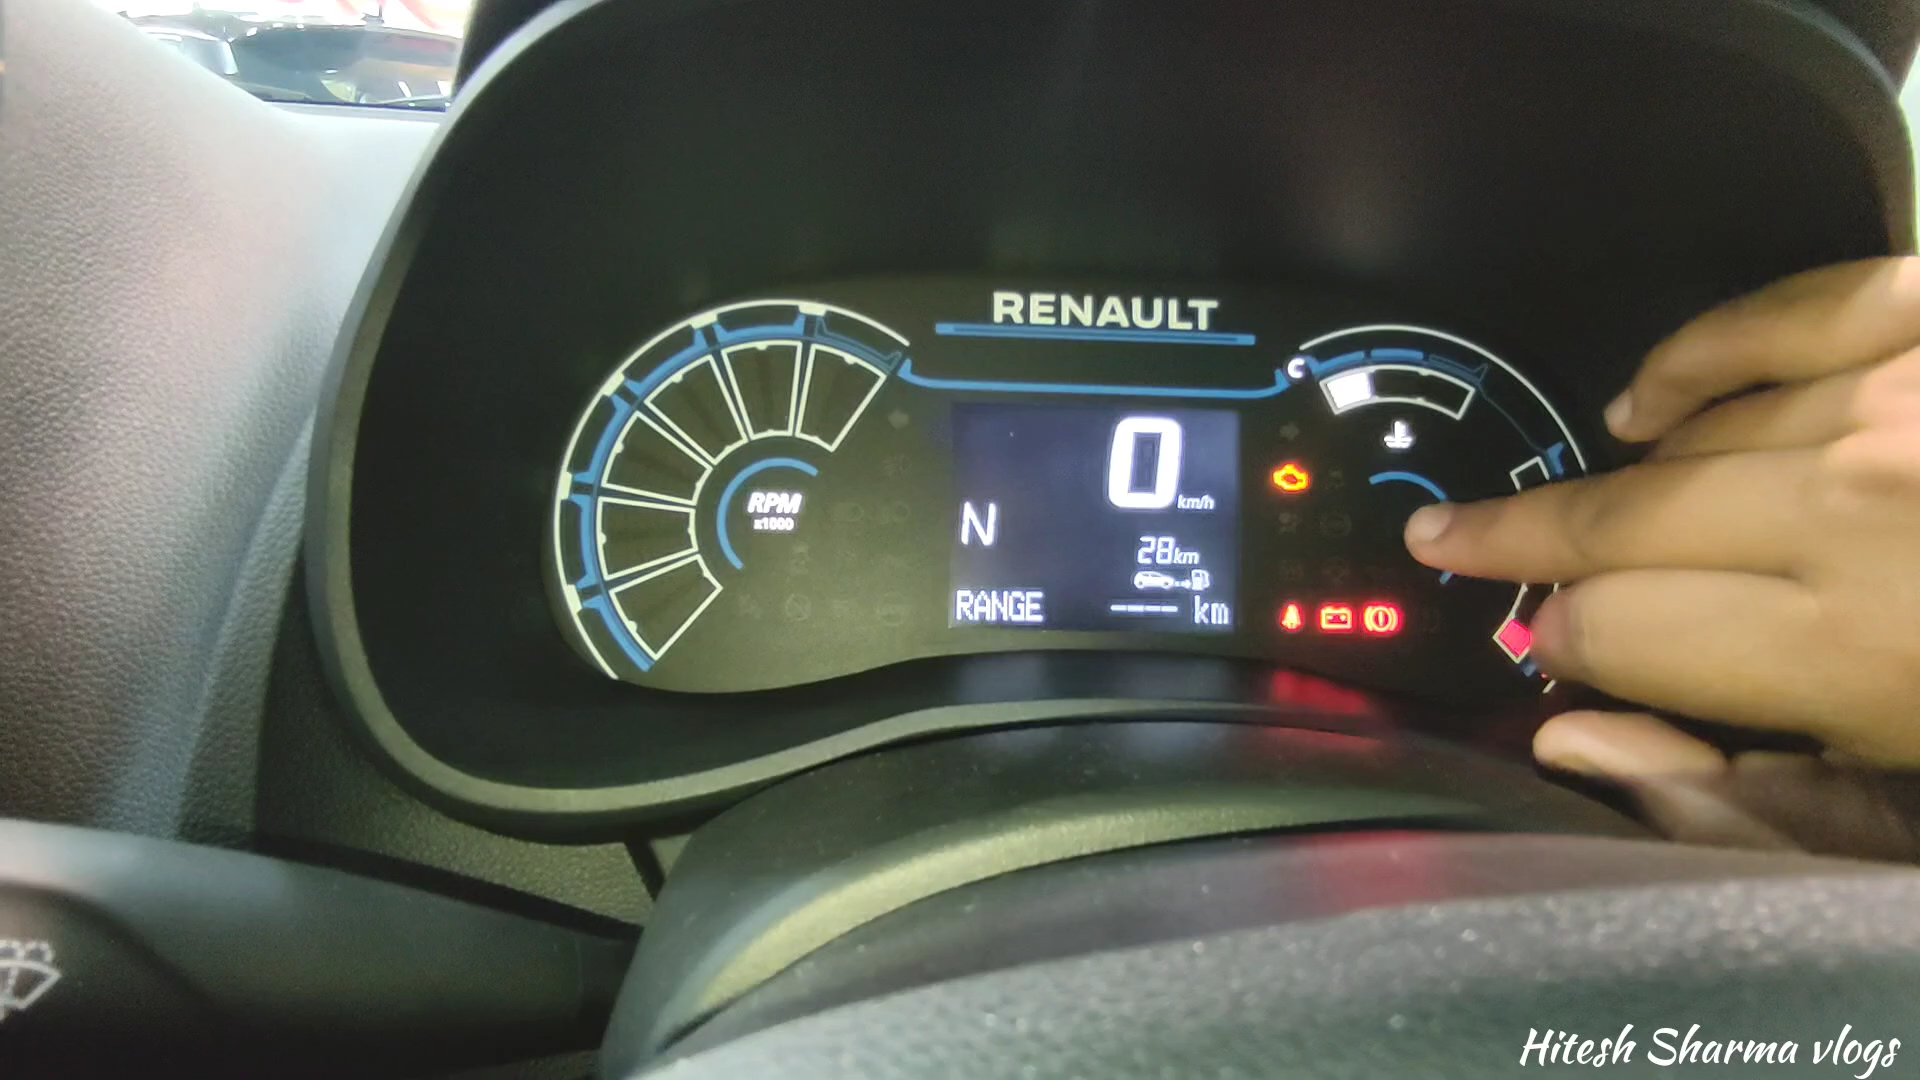 RENAULT
C
0 km/h
N
28km
RPM
x1000
RANGE ---- km
Hitesh Sharma vlogs